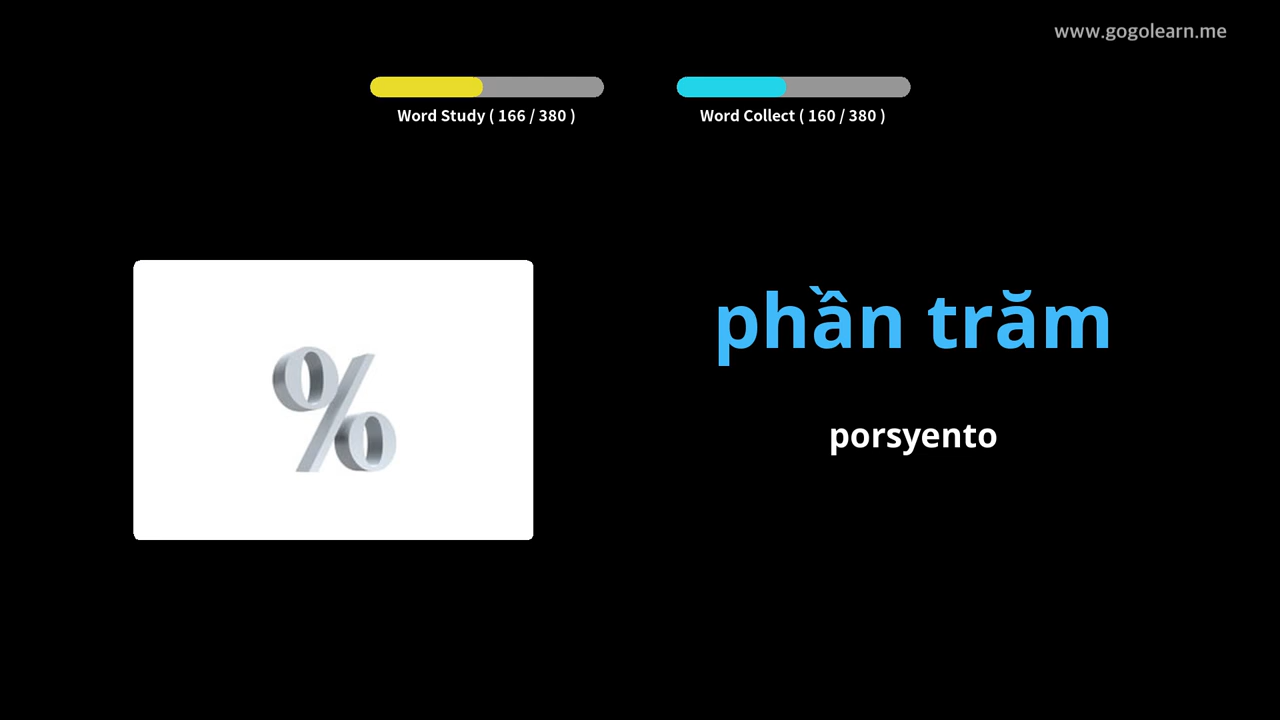 www.gogolearn.me
Word Study ( 166 / 380 )
Word Collect ( 160 / 380 )
%
phần trăm
porsyento